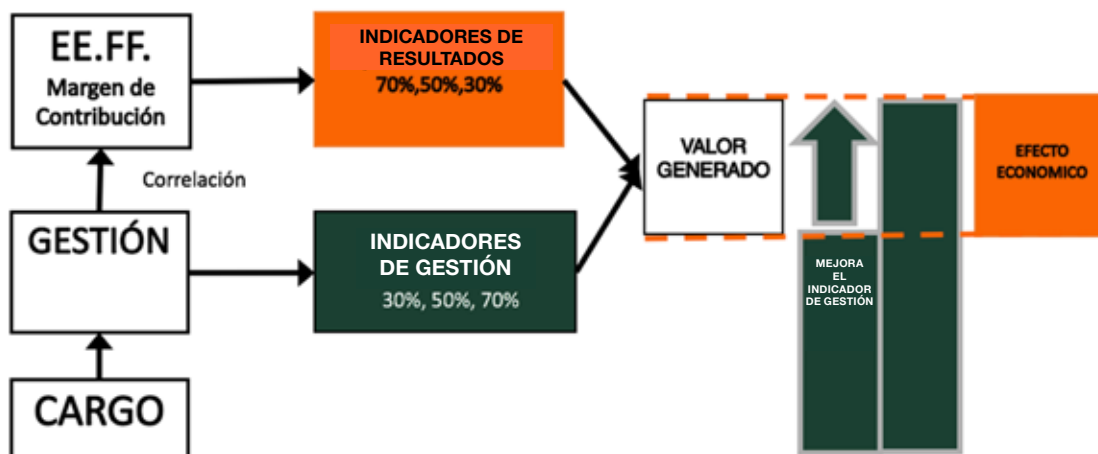 EE.FF.
Margen de
Contribución
Correlación
GESTIÓN
CARGO
INDICADORES DE
RESULTADOS
70%,50%,30%
INDICADORES
DE GESTIÓN
30%, 50%, 70%
VALOR
GENERADO
MEJORA
EL
INDICADOR
DE GESTIÓN
EFECTO
ECONOMICO